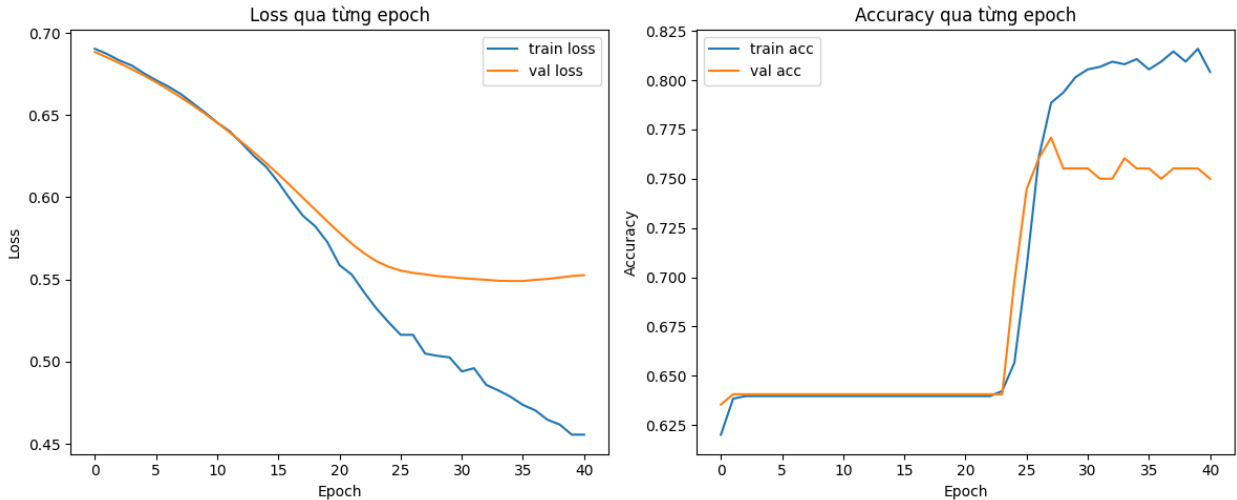 Loss qua từng epoch
0.70
0.65
0.60
0.55
0.50
0.45
Loss
train loss
val loss
0 5 10 15 20 25 30 35 40
Epoch
Accuracy qua từng epoch
0.825
0.800
0.775
0.750
0.725
0.700
0.675
0.650
0.625
Accuracy
train acc
val acc
0 5 10 15 20 25 30 35 40
Epoch